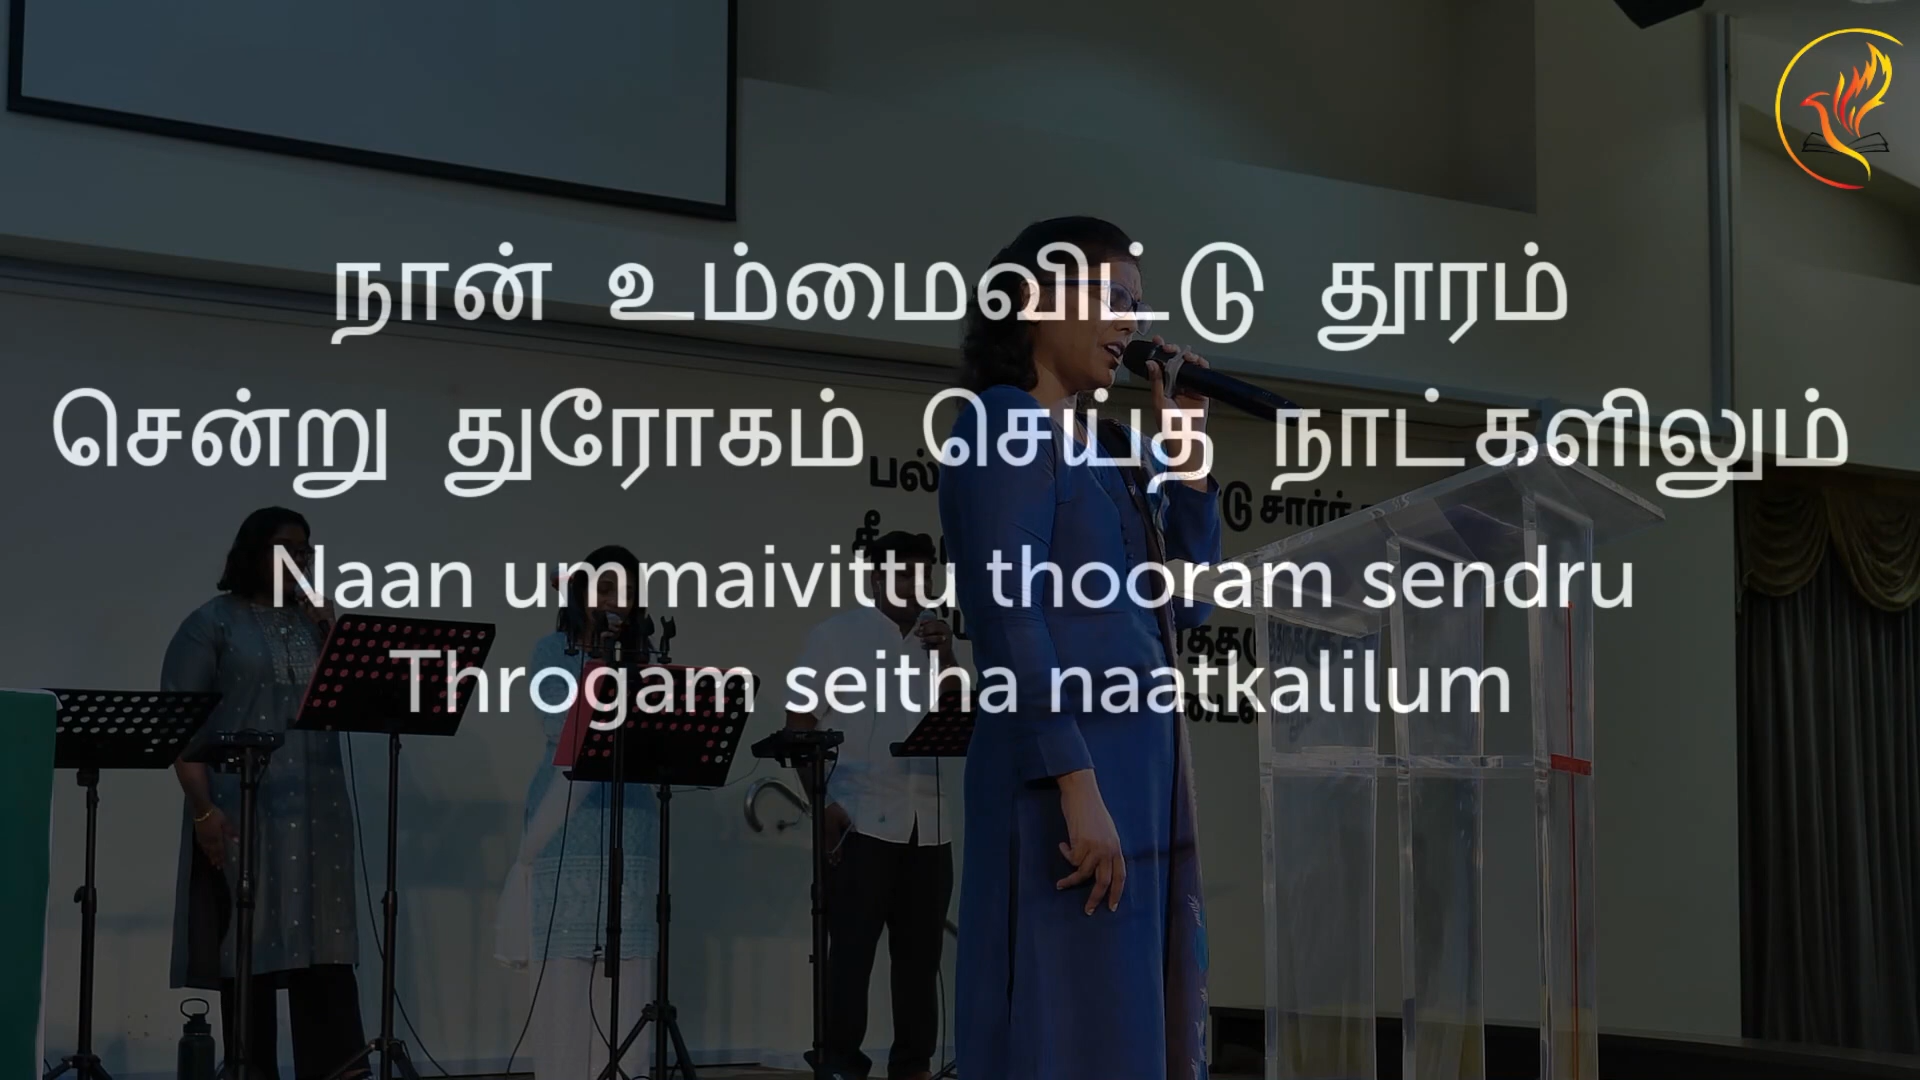 நான் உம்மைவிட்டு தூரம்
சென்று துரோகம் செய்த நாட்களிலும்
Naan ummaivittu thooram sendru
Throgam seitha naatkalilum